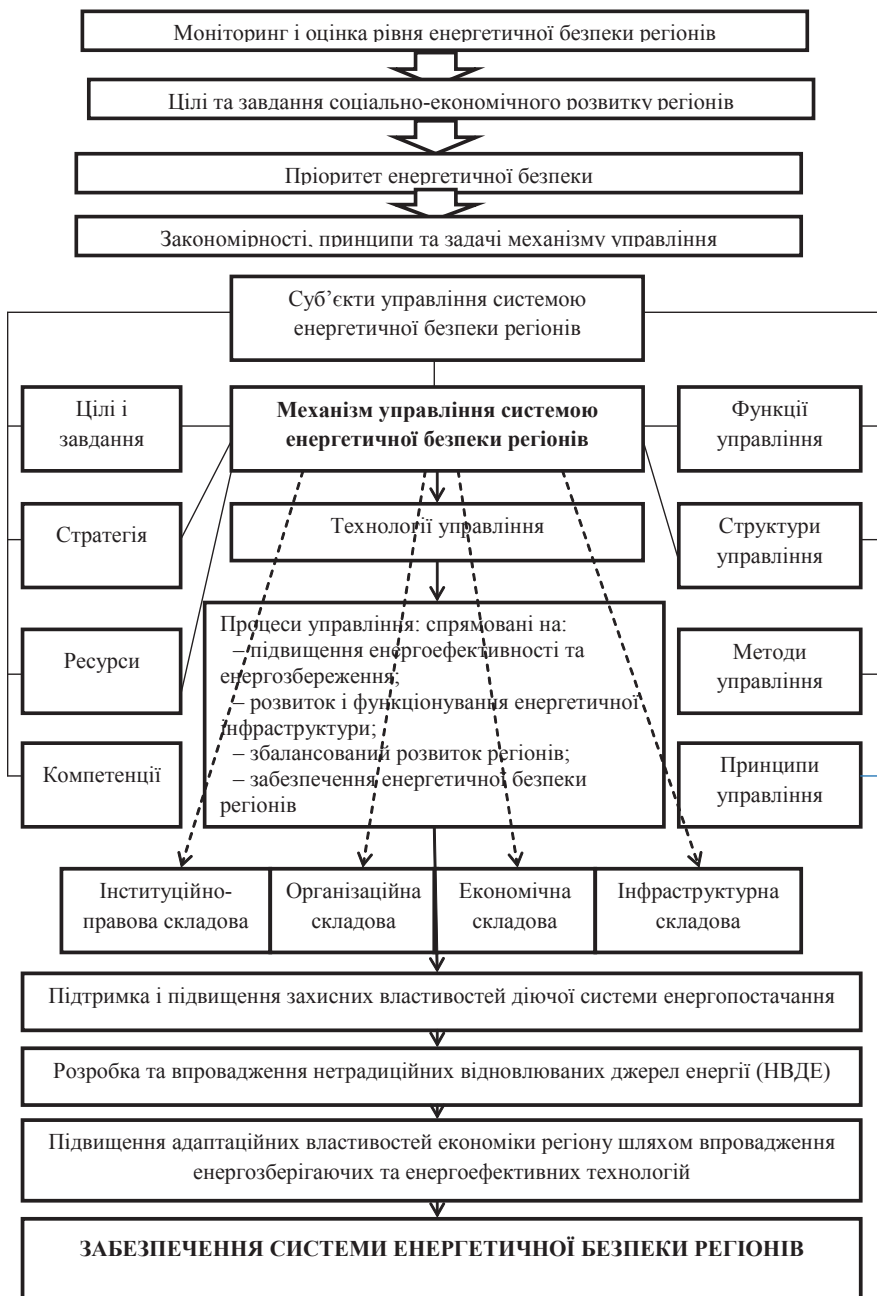 Моніторинг і оцінка рівня енергетичної безпеки регіонів
Цілі та завдання соціально-економічного розвитку регіонів
Пріоритет енергетичної безпеки
Закономірності, принципи та задачі механізму управління
Суб’єкти управління системою
енергетичної безпеки регіонів
Цілі і
завдання
Механізм управління системою
енергетичної безпеки регіонів
Функції
управління
Стратегія
Технології управління
Структури
управління
Ресурси
Процеси управління: спрямовані на:
– підвищення енергоефективності та
енергозбереження;
– розвиток і функціонування енергетичної
інфраструктури;
– збалансований розвиток регіонів;
– забезпечення енергетичної безпеки
регіонів
Методи
управління
Компетенції
Принципи
управління
Інституційно-
правова складова
Організаційна
складова
Економічна
складова
Інфраструктурна
складова
Підтримка і підвищення захисних властивостей діючої системи енергопостачання
Розробка та впровадження нетрадиційних відновлюваних джерел енергії (НВДЕ)
Підвищення адаптаційних властивостей економіки регіону шляхом впровадження
енергозберігаючих та енергоефективних технологій
ЗАБЕЗПЕЧЕННЯ СИСТЕМИ ЕНЕРГЕТИЧНОЇ БЕЗПЕКИ РЕГІОНІВ